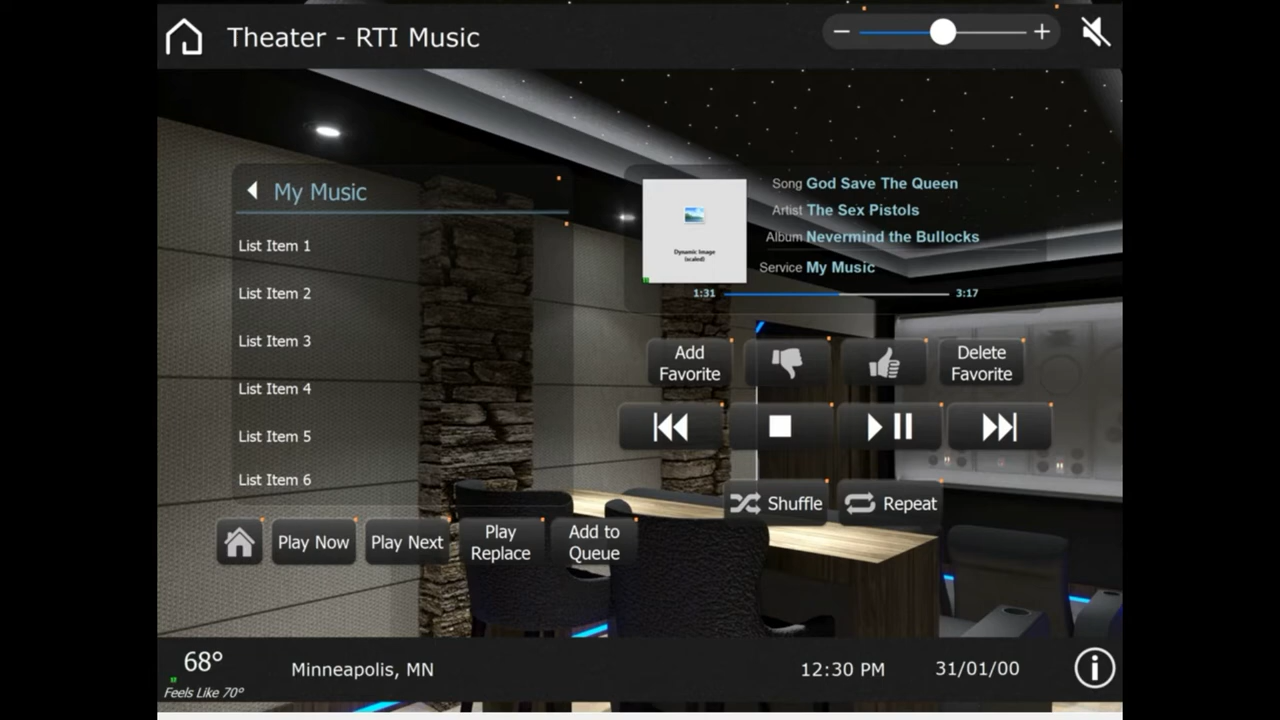 Theater - RTI Music
My Music
List Item 1
List Item 2
List Item 3
List Item 4
List Item 5
List Item 6
Play Now
Play Next
Play
Replace
Add to
Queue
Dynamic Image
(scaled)
Song God Save The Queen
Artist The Sex Pistols
Album Nevermind the Bullocks
Service My Music
1:31
3:17
Add
Favorite
Delete
Favorite
Shuffle
Repeat
68°
Feels Like 70°
Minneapolis, MN
12:30 PM
31/01/00